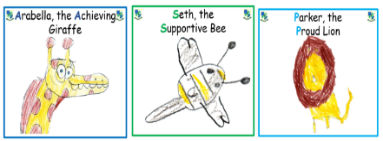 Arabella, the Achieving
Giraffe
Seth, the
Supportive Bee
Parker, the
Proud Lion